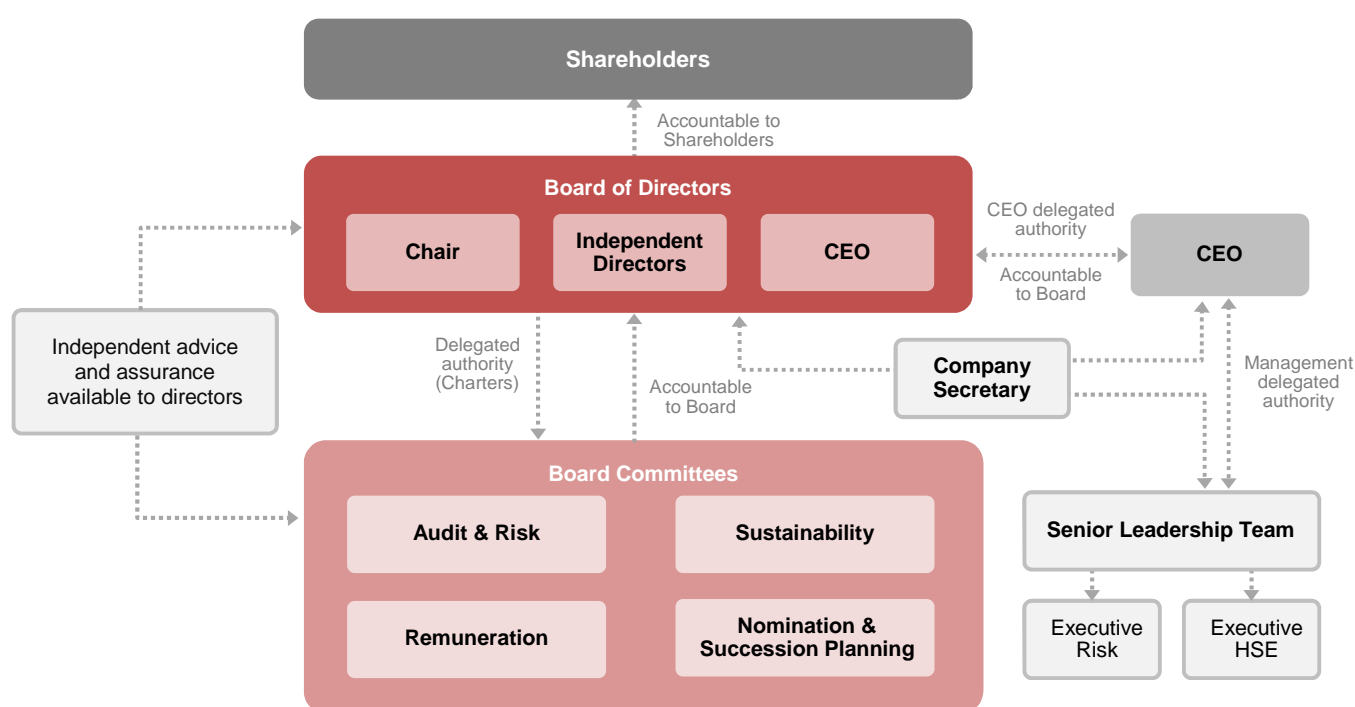 Shareholders
Accountable to
Shareholders
Board of Directors
Chair
Independent
Directors
CEO
CEO delegated
authority
Accountable
to Board
CEO
Independent advice
and assurance
available to directors
Delegated
authority
(Charters)
Accountable
to Board
Company
Secretary
Management
delegated
authority
Board Committees
Audit & Risk
Sustainability
Remuneration
Nomination &
Succession Planning
Senior Leadership Team
Executive
Risk
Executive
HSE